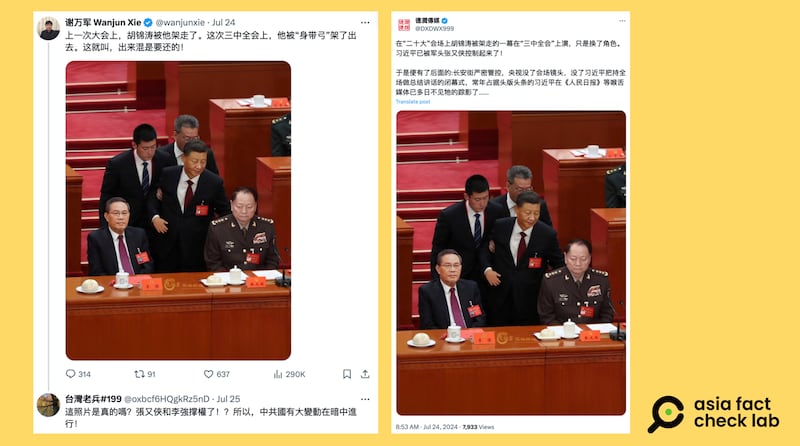 谢万军 Wanjun Xie @wanjunxie · Jul 24
上一次大会上，胡锦涛被他架走了。这次三中全会上，他被“身带弓”架了出
去。这就叫，出来混是要还的！
314 91 637 290K
台灣老兵#199 @oxbcf6HQgkRz5nD · Jul 25
這照片是真的嗎？張又俠和李強撐權了！？所以，中共國有大變動在暗中進
行！
德潤傳媒
@DXDWX999
在“二十大”会场上胡锦涛被架走的一幕在“三中全会”上演，只是换了角色。
习近平已被军头张又侠控制起来了！
于是便有了后面的:长安街严密管控，央视没了会场镜头，没了习近平把持全
场做总结讲话的闭幕式，常年占据头版头条的习近平在《人民日报》等喉舌
媒体已多日不见牠的踪影了......
Translate post
8:53 AM · Jul 24, 2024 · 7,933 Views
asia fact
check lab